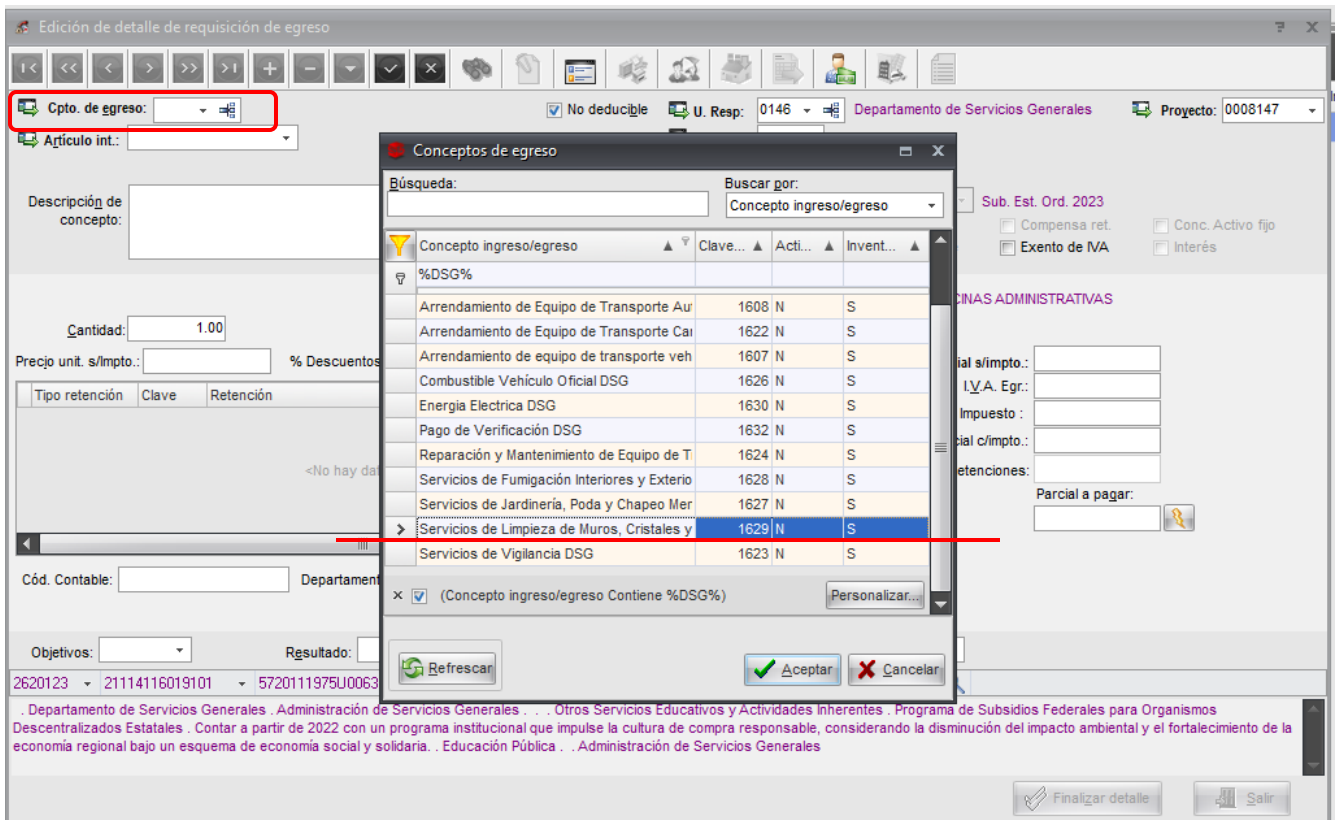 Edición de detalle de requisición de egreso
Cpto. de egreso: No deducible U. Resp: 0146 Departamento de Servicios Generales Proyecto: 0008147
Artículo int.:
Conceptos de egreso
Búsqueda: Buscar por:
Concepto ingreso/egreso
Descripción de concepto:
Sub. Est. Ord. 2023
Compensa ret. Conc. Activo fijo
Exento de IVA Interés
Concepto ingreso/egreso Clave... Acti... Invent...
%DSG%
CINAS ADMINISTRATIVAS
Arrendamiento de Equipo de Transporte Au 1608 N S
Cantidad: 1.00 Arrendamiento de Equipo de Transporte Car 1622 N S
Precio unit. s/Impto.: % Descuentos Arrendamiento de equipo de transporte veh 1607 N S ial s/impto.:
Tipo retención Clave Retención Combustible Vehículo Oficial DSG 1626 N S I.V.A. Egr.:
Energia Electrica DSG 1630 N S Impuesto :
Pago de Verificación DSG 1632 N S cial c/impto.:
<No hay dat Reparación y Mantenimiento de Equipo de T 1624 N S etenciones:
Servicios de Fumigación Interiores y Exterio 1628 N S
Servicios de Jardinería, Poda y Chapeo Mer 1627 N S Parcial a pagar:
Servicios de Limpieza de Muros, Cristales y 1629 N S
Servicios de Vigilancia DSG 1623 N S
Cód. Contable: Departament
(Concepto ingreso/egreso Contiene %DSG%) Personalizar...
Objetivos: Resultado:
Refrescar Aceptar Cancelar
2620123 21114116019101 5720111975U0063
. Departamento de Servicios Generales . Administración de Servicios Generales . . . Otros Servicios Educativos y Actividades Inherentes . Programa de Subsidios Federales para Organismos
Descentralizados Estatales . Contar a partir de 2022 con un programa institucional que impulse la cultura de compra responsable, considerando la disminución del impacto ambiental y el fortalecimiento de la
economía regional bajo un esquema de economía social y solidaria. . Educación Pública . . Administración de Servicios Generales
Finalizar detalle Salir